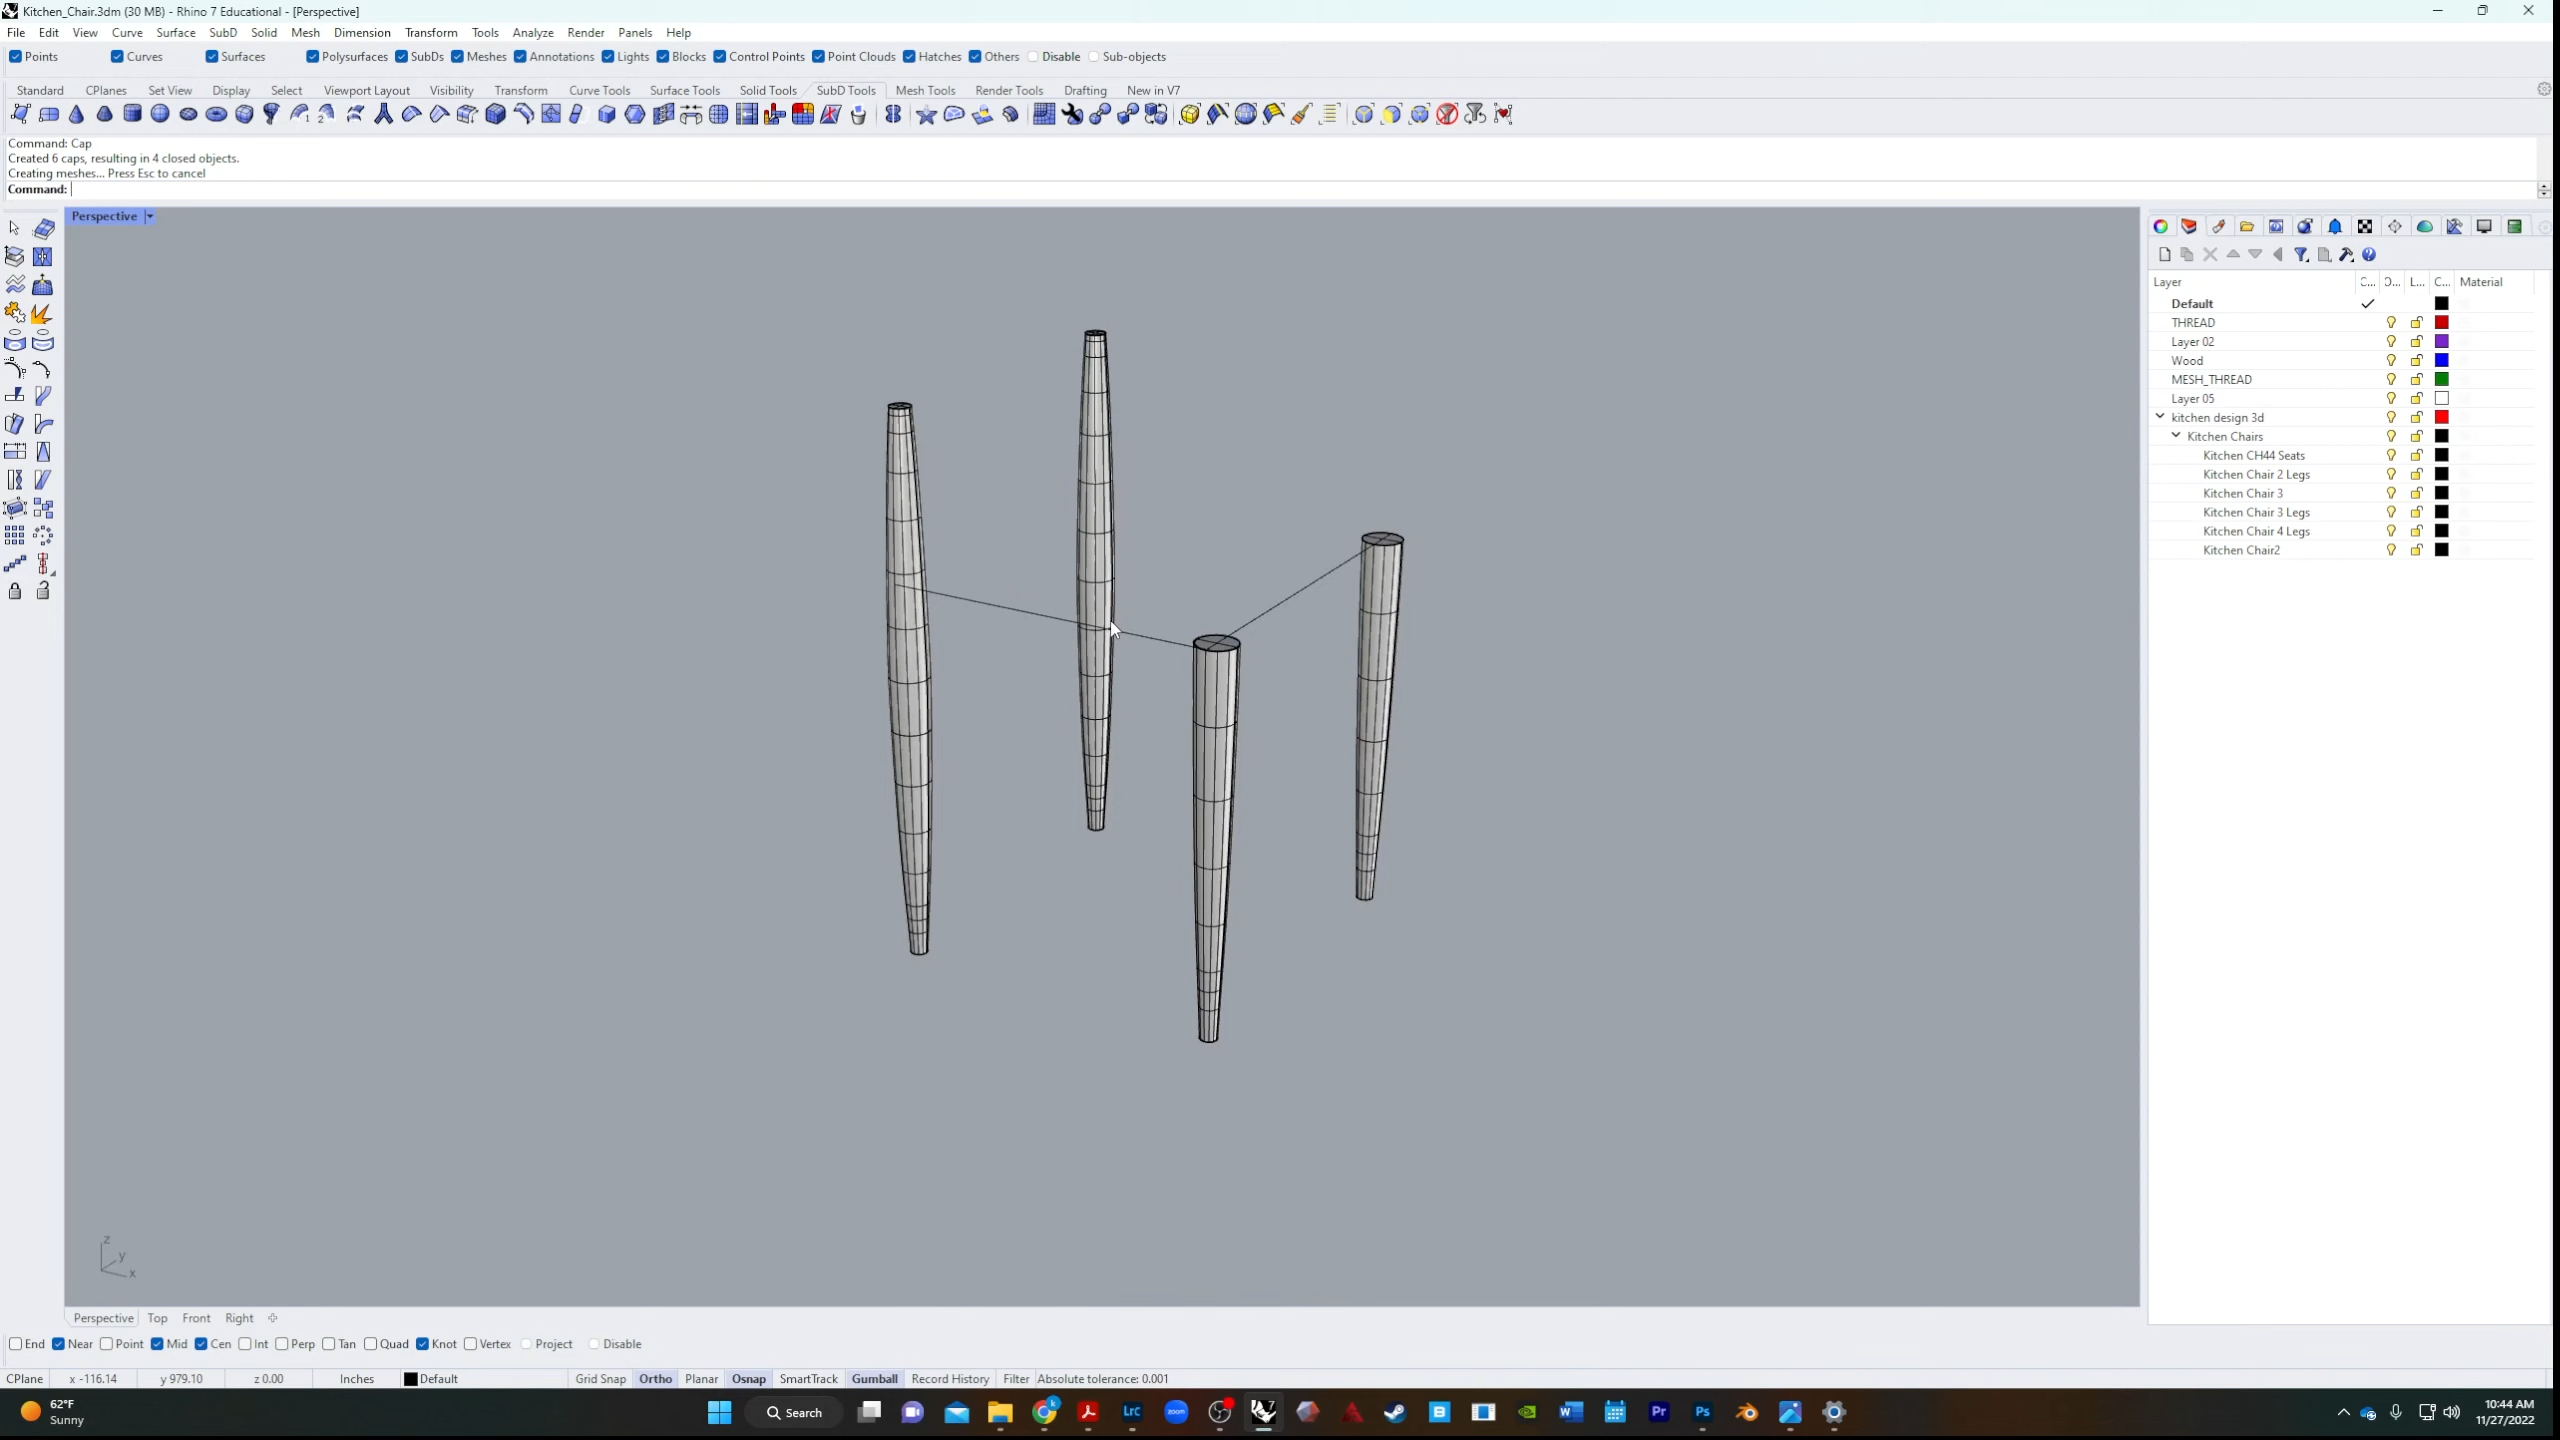 Kitchen_Chair.3dm (30 MB) - Rhino 7 Educational - [Perspective]
File Edit View Curve Surface SubD Solid Mesh Dimension Transform Tools Analyze Render Panels Help
Points Curves Surfaces Polysurfaces SubDs Meshes Annotations Lights Blocks Control Points Point Clouds Hatches Others Disable Sub-objects
Standard CPlanes Set View Display Select Viewport Layout Visibility Transform Curve Tools Surface Tools Solid Tools SubD Tools Mesh Tools Render Tools Drafting New in V7
Command: Cap
Created 6 caps, resulting in 4 closed objects.
Creating meshes... Press Esc to cancel
Command:
Perspective
Layer C... O... L... C... Material
Default
THREAD
Layer 02
Wood
MESH_THREAD
Layer 05
kitchen design 3d
Kitchen Chairs
Kitchen CH44 Seats
Kitchen Chair 2 Legs
Kitchen Chair 3
Kitchen Chair 3 Legs
Kitchen Chair 4 Legs
Kitchen Chair2
z
y
x
Perspective Top Front Right
End Near Point Mid Cen Int Perp Tan Quad Knot Vertex Project Disable
CPlane x -116.14 y 979.10 z 0.00 Inches Default Grid Snap Ortho Planar Osnap SmartTrack Gumball Record History Filter Absolute tolerance: 0.001
62°F
Sunny
Search
Lrc
zoom
7
B
W
Pr
Ps
10:44 AM
11/27/2022